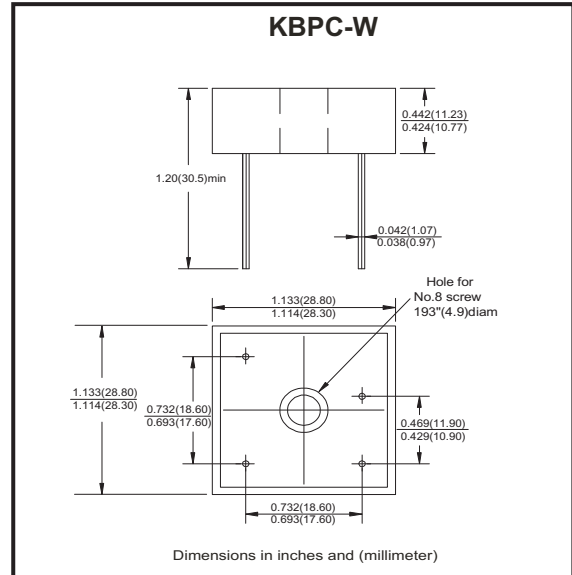 KBPC-W
0.442(11.23)
0.424(10.77)
1.20(30.5)min
0.042(1.07)
0.038(0.97)
Hole for
No.8 screw
193"(4.9)diam
1.133(28.80)
1.114(28.30)
1.133(28.80)
1.114(28.30)
0.732(18.60)
0.693(17.60)
0.469(11.90)
0.429(10.90)
0.732(18.60)
0.693(17.60)
Dimensions in inches and (millimeter)